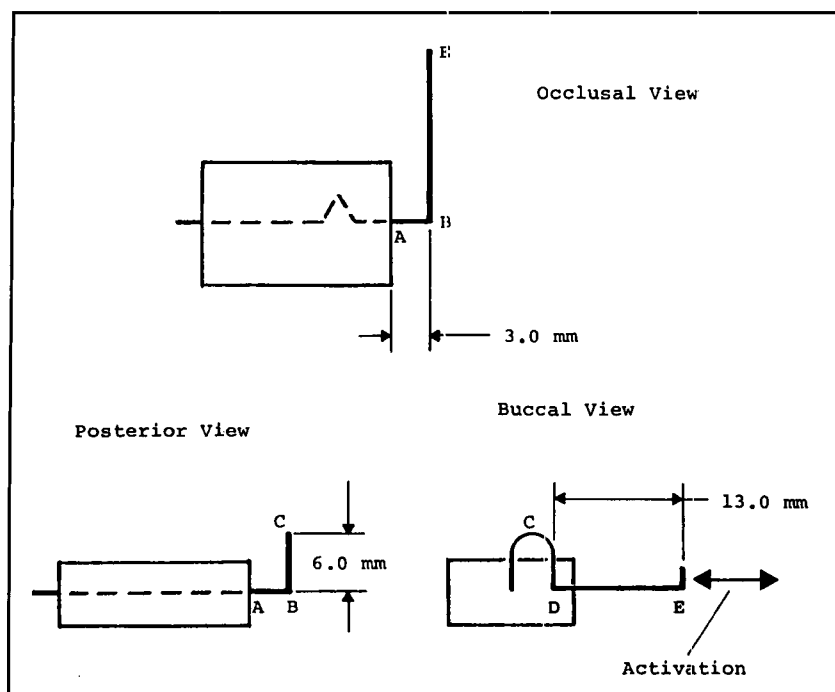 E
Occlusal View
A
B
3.0 mm
Buccal View
Posterior View
13.0 mm
C
C
6.0 mm
A
B
D
E
Activation